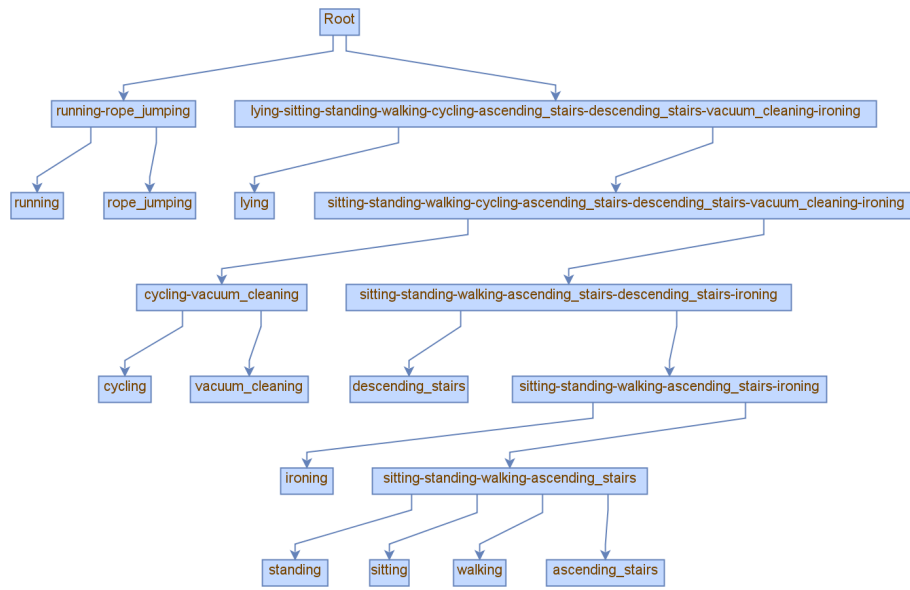 Root
running-rope_jumping
lying-sitting-standing-walking-cycling-ascending_stairs-descending_stairs-vacuum_cleaning-ironing
running
rope_jumping
lying
sitting-standing-walking-cycling-ascending_stairs-descending_stairs-vacuum_cleaning-ironing
cycling-vacuum_cleaning
sitting-standing-walking-ascending_stairs-descending_stairs-ironing
cycling
vacuum_cleaning
descending_stairs
sitting-standing-walking-ascending_stairs-ironing
ironing
sitting-standing-walking-ascending_stairs
standing
sitting
walking
ascending_stairs